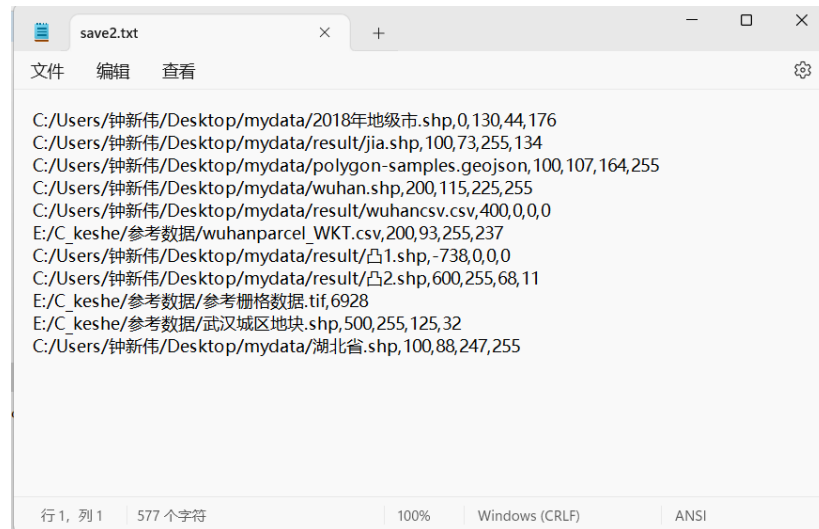 save2.txt
文件 编辑 查看
C:/Users/钟新伟/Desktop/mydata/2018年地级市.shp,0,130,44,176
C:/Users/钟新伟/Desktop/mydata/result/jia.shp,100,73,255,134
C:/Users/钟新伟/Desktop/mydata/polygon-samples.geojson,100,107,164,255
C:/Users/钟新伟/Desktop/mydata/wuhan.shp,200,115,225,255
C:/Users/钟新伟/Desktop/mydata/result/wuhancsv.csv,400,0,0,0
E:/C_keshe/参考数据/wuhanparcel_WKT.csv,200,93,255,237
C:/Users/钟新伟/Desktop/mydata/result/凸1.shp,-738,0,0,0
C:/Users/钟新伟/Desktop/mydata/result/凸2.shp,600,255,68,11
E:/C_keshe/参考数据/参考栅格数据.tif,6928
E:/C_keshe/参考数据/武汉城区地块.shp,500,255,125,32
C:/Users/钟新伟/Desktop/mydata/湖北省.shp,100,88,247,255
行 1, 列 1 577 个字符 100% Windows (CRLF) ANSI